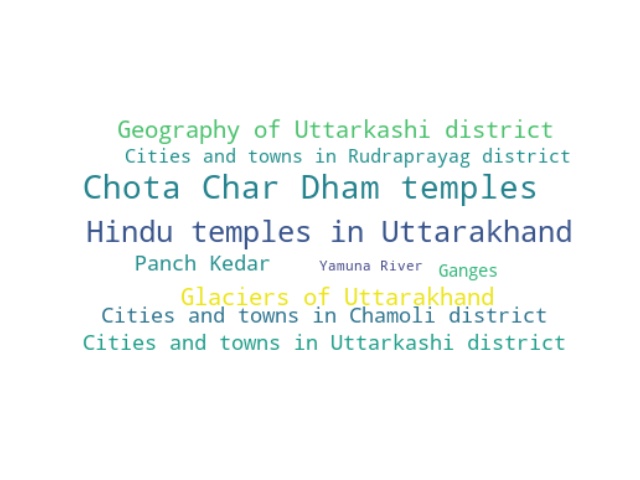 Geography of Uttarkashi district
Cities and towns in Rudraprayag district
Chota Char Dham temples
Hindu temples in Uttarakhand
Panch Kedar
Yamuna River
Ganges
Glaciers of Uttarakhand
Cities and towns in Chamoli district
Cities and towns in Uttarkashi district